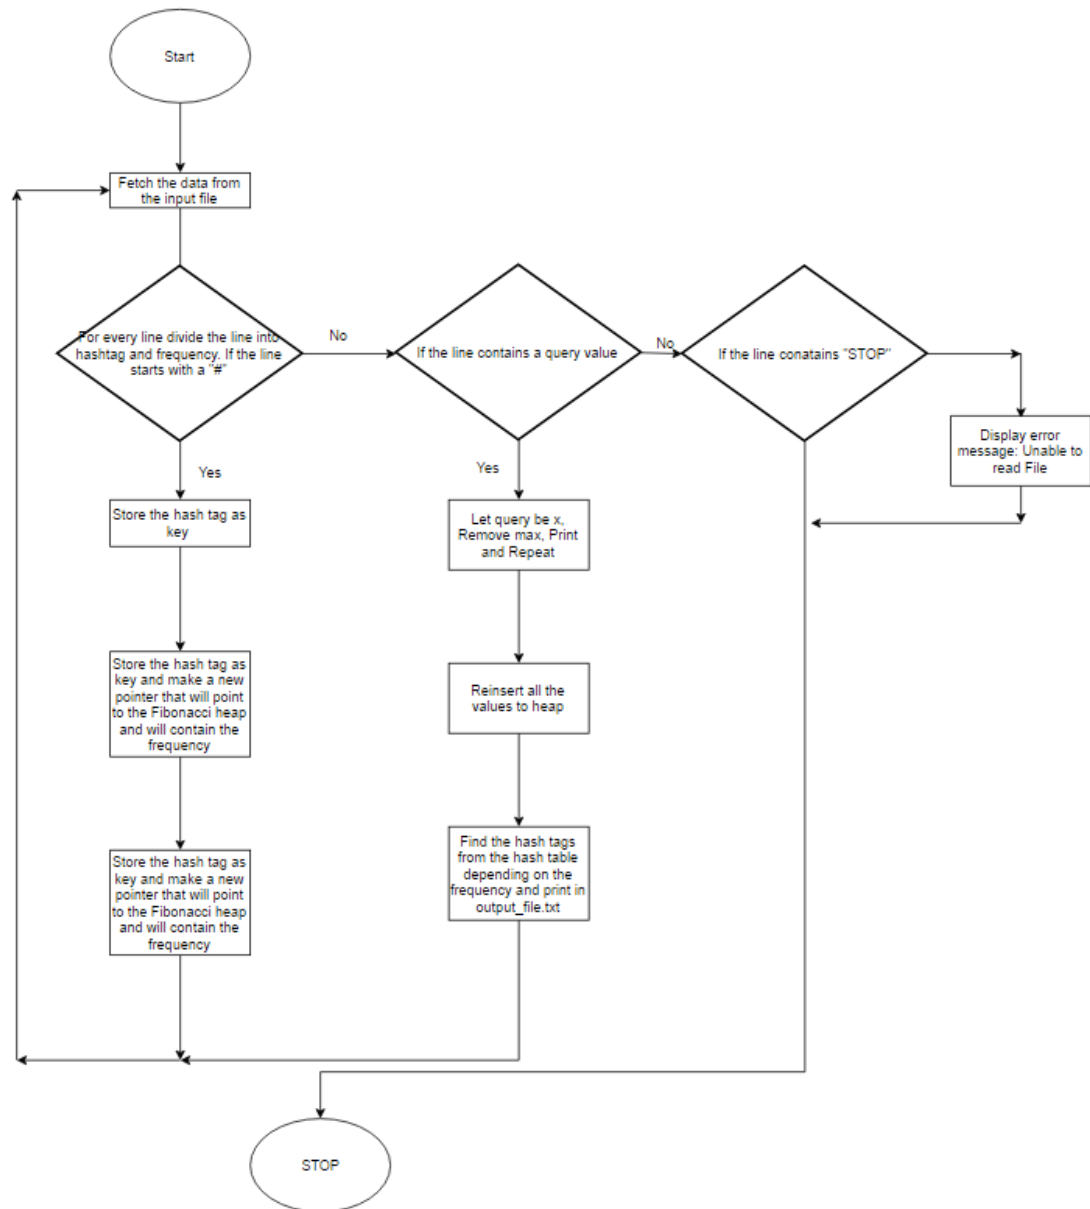 Start
Fetch the data from
the input file
For every line divide the line into
hashtag and frequency. If the line
starts with a "#"
No
If the line contains a query value
No
If the line conatains "STOP"
Display error
message: Unable to
read File
Yes
Store the hash tag as
key
Yes
Let query be x,
Remove max, Print
and Repeat
Store the hash tag as
key and make a new
pointer that will point
to the Fibonacci heap
and will contain the
frequency
Reinsert all the
values to heap
Store the hash tag as
key and make a new
pointer that will point
to the Fibonacci heap
and will contain the
frequency
Find the hash tags
from the hash table
depending on the
frequency and print in
output_file.txt
STOP